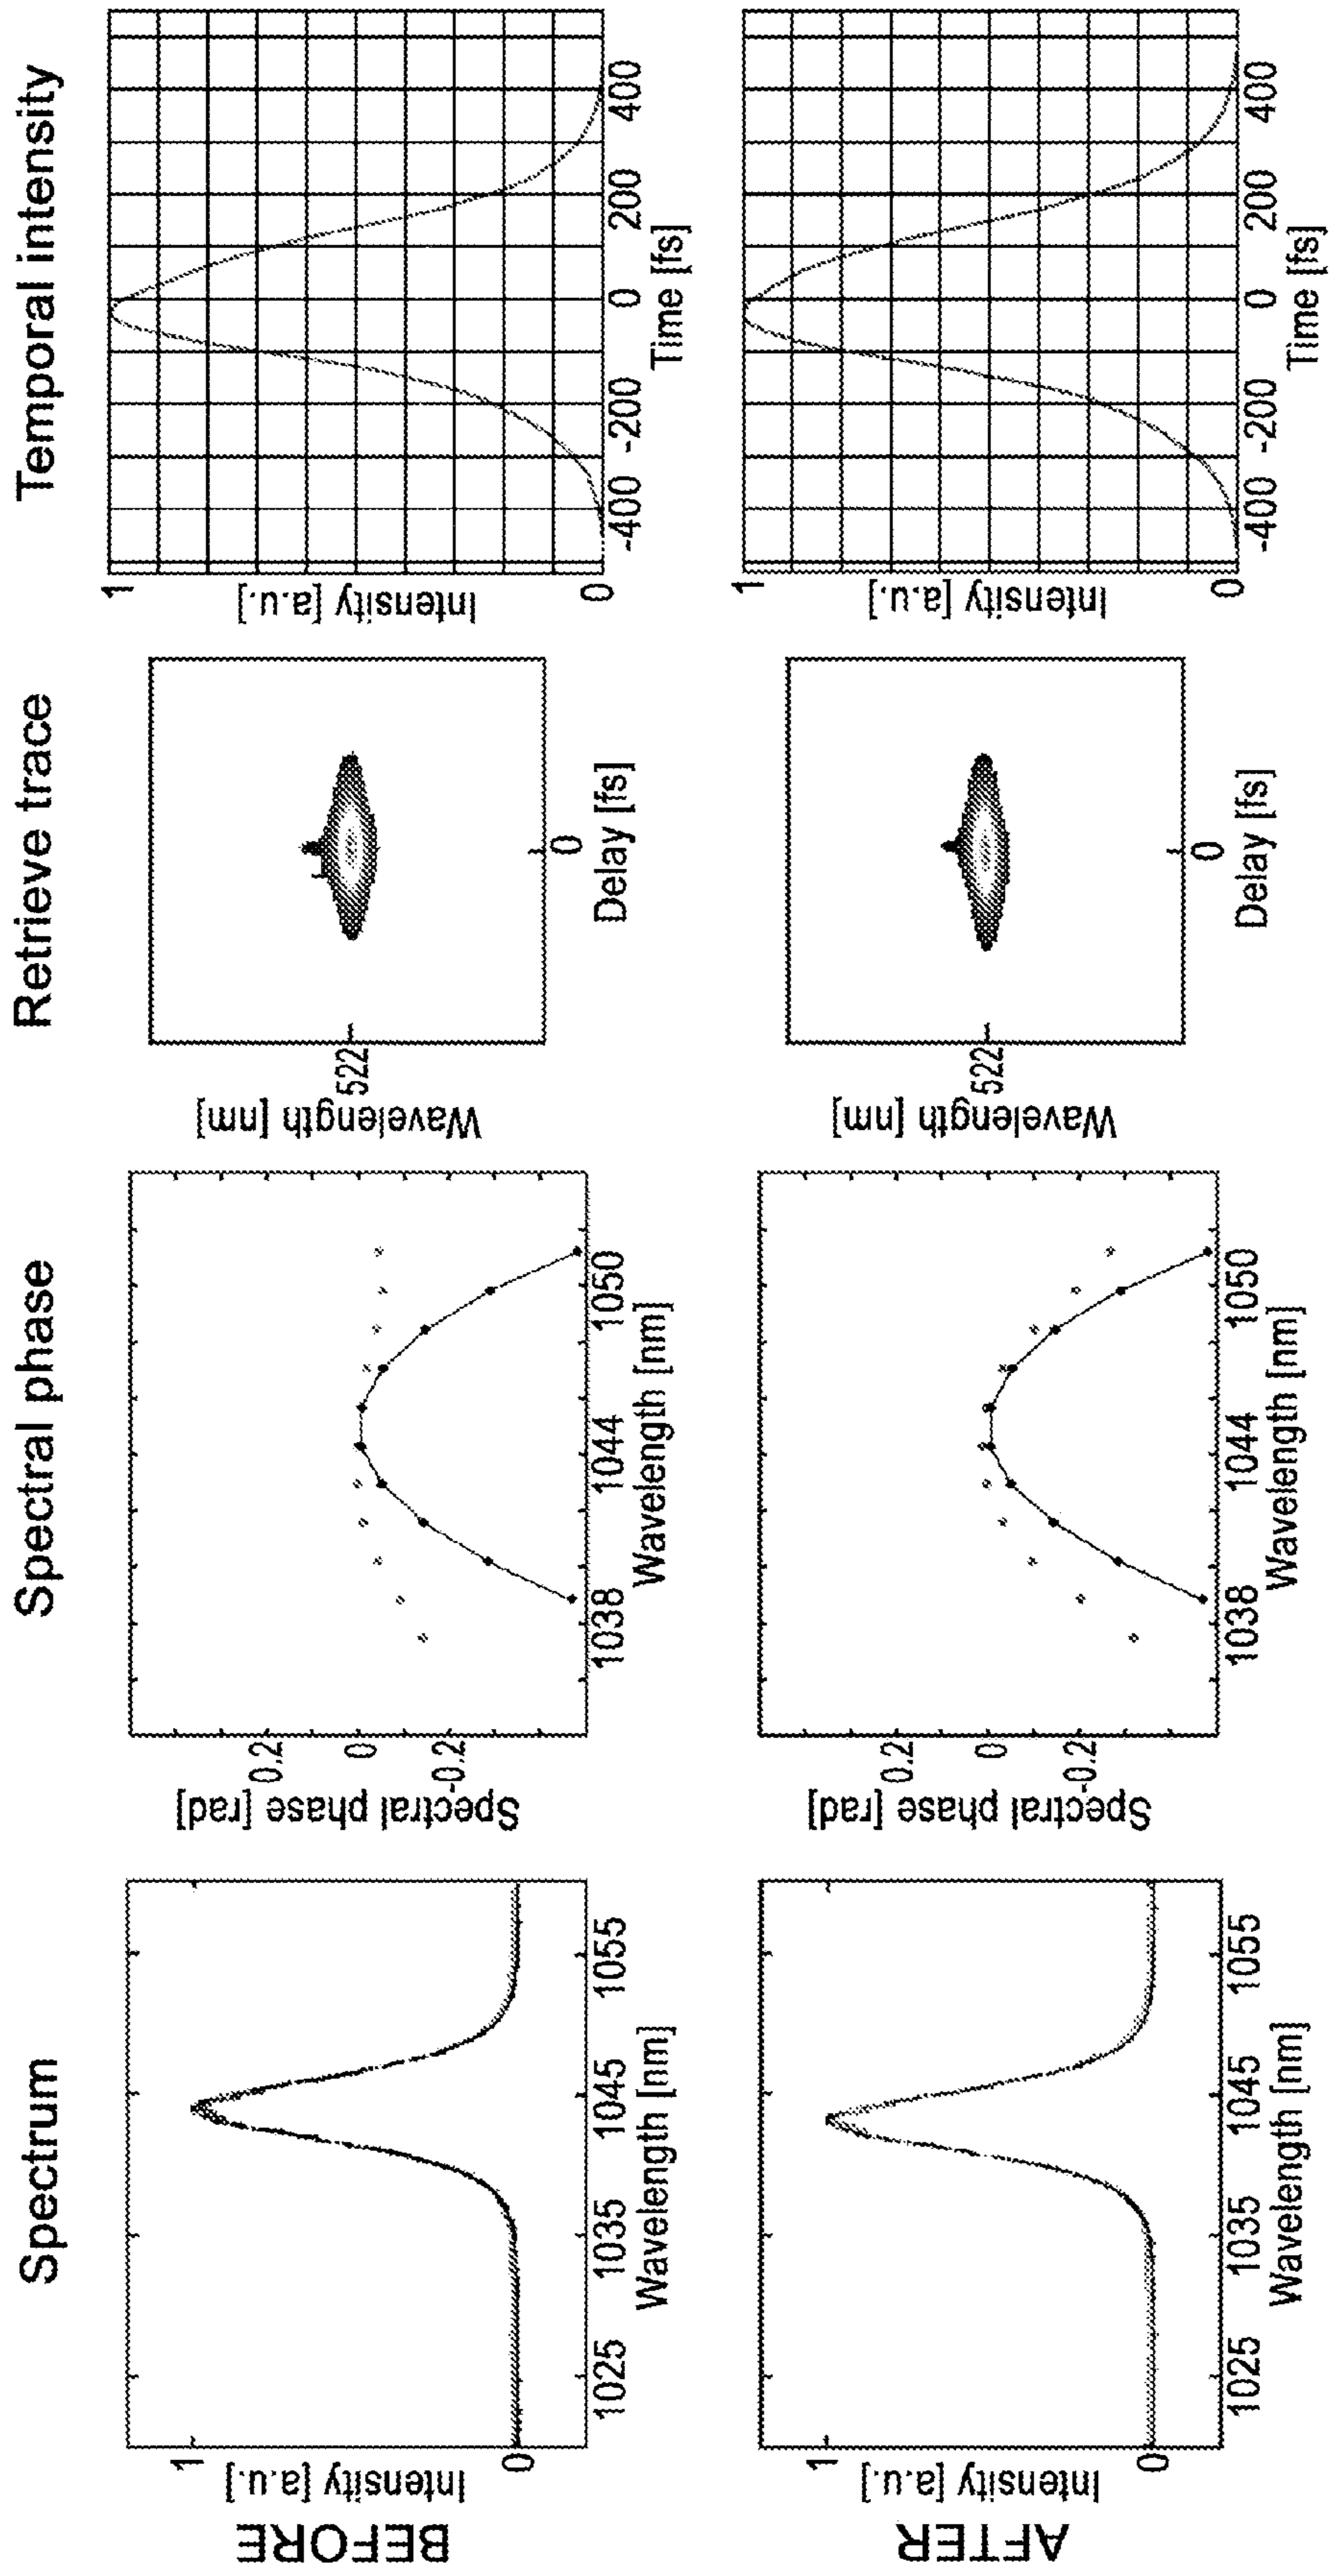 Spectrum
Spectral phase
Retrieve trace
Temporal intensity
BEFORE
Intensity [a.u.]
1
0
1025
1035
1045
1055
Wavelength [nm]
Spectral phase [rad]
0.2
0
-0.2
1038
1044
1050
Wavelength [nm]
Wavelength [nm]
522
0
Delay [fs]
Intensity [a.u.]
1
0
-400
-200
0
200
400
Time [fs]
AFTER
Intensity [a.u.]
1
0
1025
1035
1045
1055
Wavelength [nm]
Spectral phase [rad]
0.2
0
-0.2
1038
1044
1050
Wavelength [nm]
Wavelength [nm]
522
0
Delay [fs]
Intensity [a.u.]
1
0
-400
-200
0
200
400
Time [fs]